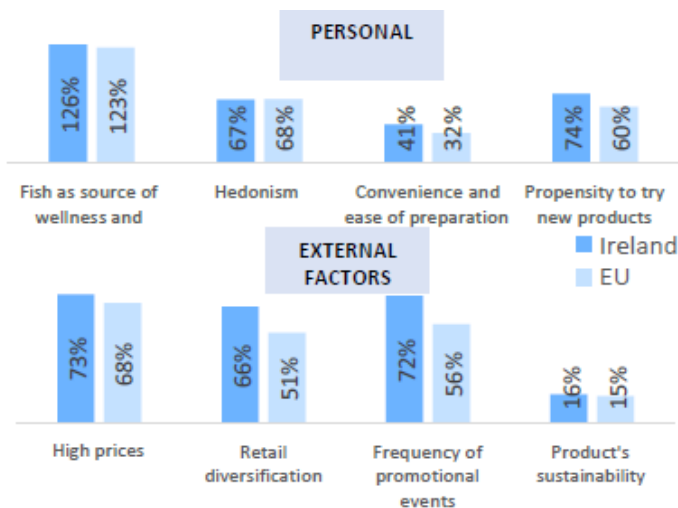 PERSONAL
126%
123%
67%
68%
41%
32%
74%
60%
Fish as source of
wellness and
Hedonism
Convenience and
ease of preparation
Propensity to try
new products
Ireland
EU
EXTERNAL
FACTORS
73%
68%
66%
51%
72%
56%
16%
15%
High prices
Retail
diversification
Frequency of
promotional
events
Product's
sustainability